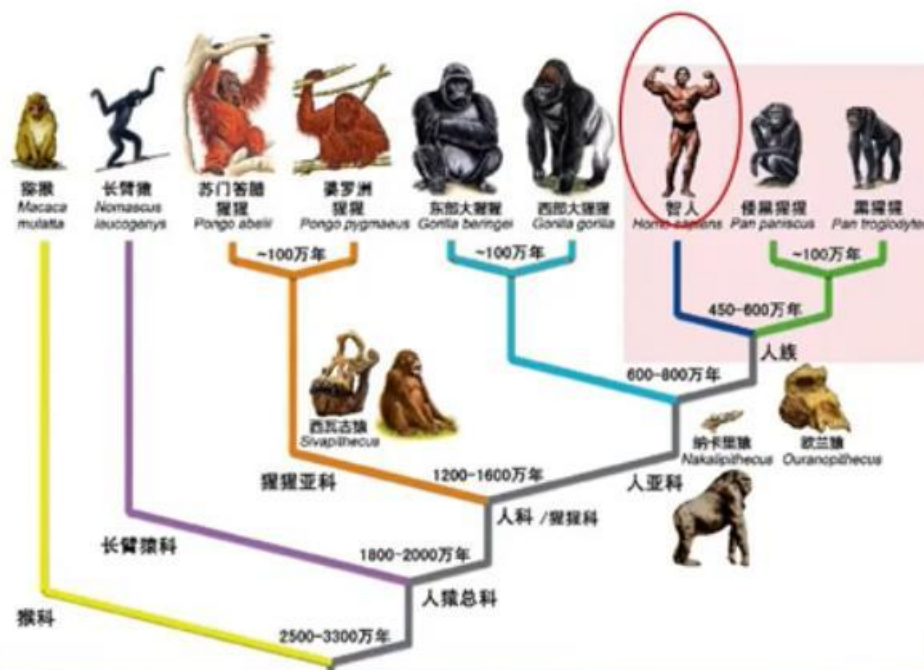 猕猴
Macaca
mulatta
长臂猿
Nomascus
leucogenys
苏门答腊
猩猩
Pongo abelii
婆罗洲
猩猩
Pongo pygmaeus
东部大猩猩
Gorilla beringei
西部大猩猩
Gorilla gorilla
智人
Homo sapiens
倭黑猩猩
Pan paniscus
黑猩猩
Pan troglodytes
~100万年
~100万年
~100万年
450-600万年
人族
600-800万年
西瓦古猿
Sivapithecus
纳卡里猿
Nakalipithecus
欧兰猿
Ouranopithecus
猩猩亚科
1200-1600万年
人亚科
人科 /猩猩科
长臂猿科
1800-2000万年
人猿总科
猴科
2500-3300万年